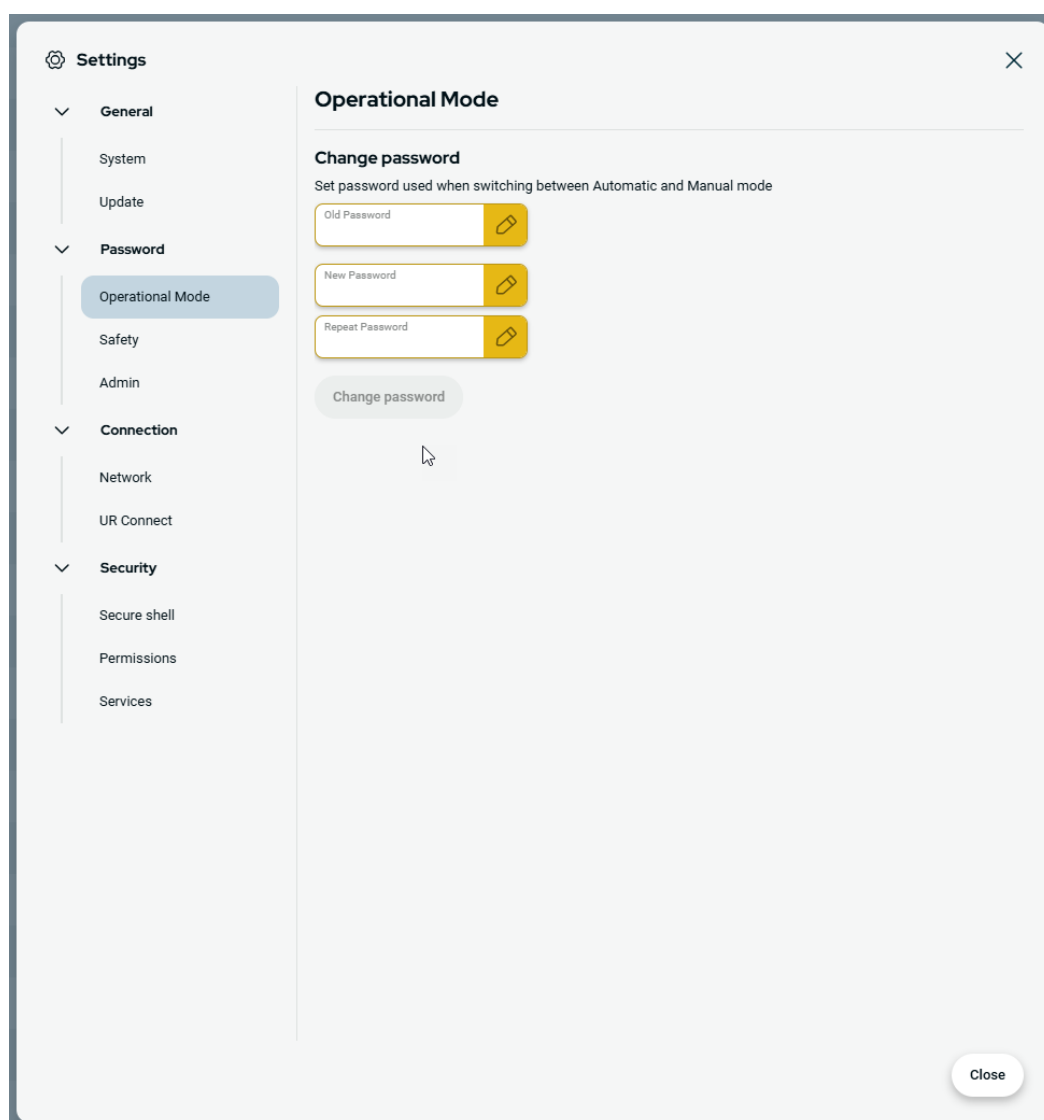 Settings
General
System
Update
Password
Operational Mode
Safety
Admin
Connection
Network
UR Connect
Security
Secure shell
Permissions
Services
Operational Mode
Change password
Set password used when switching between Automatic and Manual mode
Old Password
New Password
Repeat Password
Change password
Close